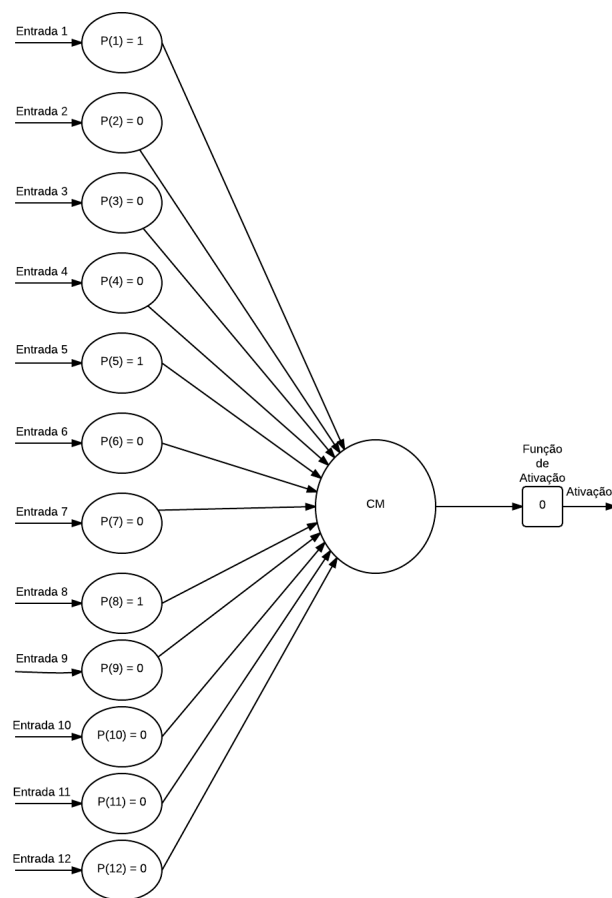 Entrada 1
P(1) = 1
Entrada 2
P(2) = 0
Entrada 3
P(3) = 0
Entrada 4
P(4) = 0
Entrada 5
P(5) = 1
Entrada 6
P(6) = 0
Entrada 7
P(7) = 0
Entrada 8
P(8) = 1
Entrada 9
P(9) = 0
Entrada 10
P(10) = 0
Entrada 11
P(11) = 0
Entrada 12
P(12) = 0
CM
Função
de
Ativação
0
Ativação